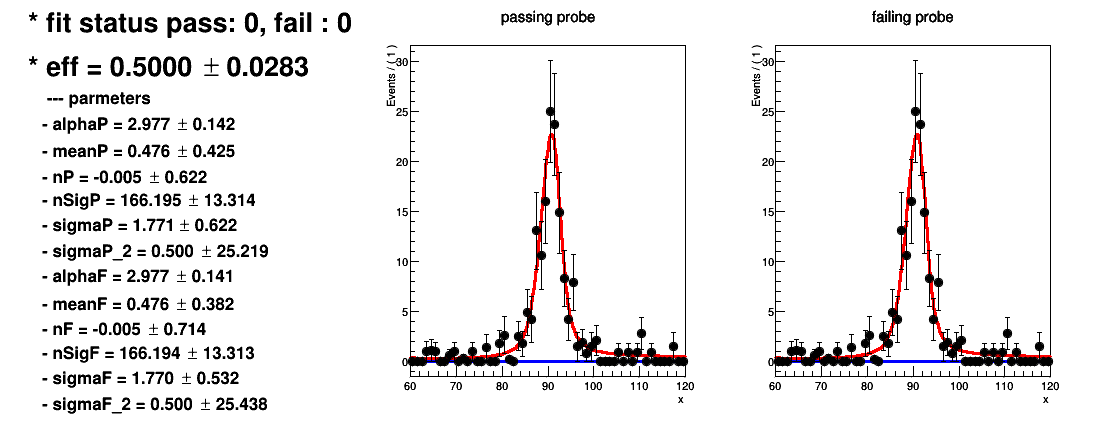 * fit status pass: 0, fail : 0
* eff = 0.5000 ± 0.0283
--- parmeters
- alphaP = 2.977 ± 0.142
- meanP = 0.476 ± 0.425
- nP = -0.005 ± 0.622
- nSigP = 166.195 ± 13.314
- sigmaP = 1.771 ± 0.622
- sigmaP_2 = 0.500 ± 25.219
- alphaF = 2.977 ± 0.141
- meanF = 0.476 ± 0.382
- nF = -0.005 ± 0.714
- nSigF = 166.194 ± 13.313
- sigmaF = 1.770 ± 0.532
- sigmaF_2 = 0.500 ± 25.438
passing probe
Events / ( 1 )
30
25
20
15
10
5
0
60 70 80 90 100 110 120
x
failing probe
Events / ( 1 )
30
25
20
15
10
5
0
60 70 80 90 100 110 120
x